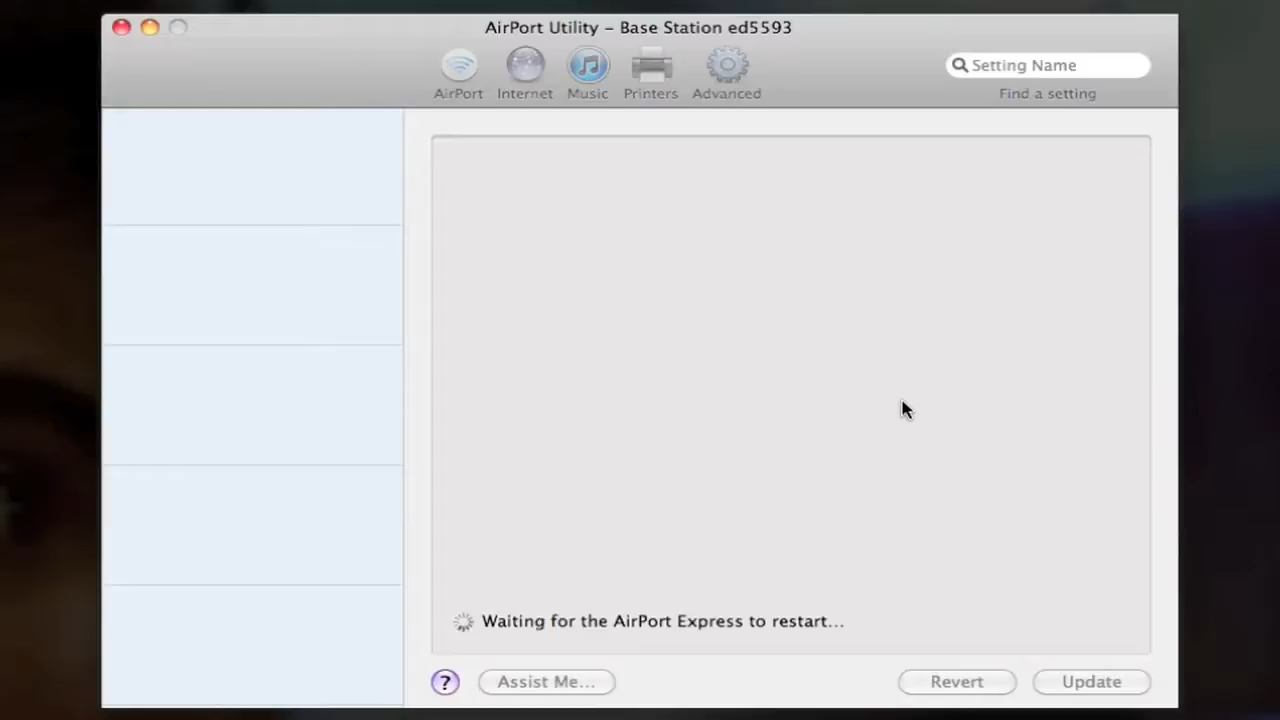 AirPort Utility – Base Station ed5593
AirPort Internet Music Printers Advanced
Setting Name
Find a setting
Waiting for the AirPort Express to restart...
? Assist Me... Revert Update